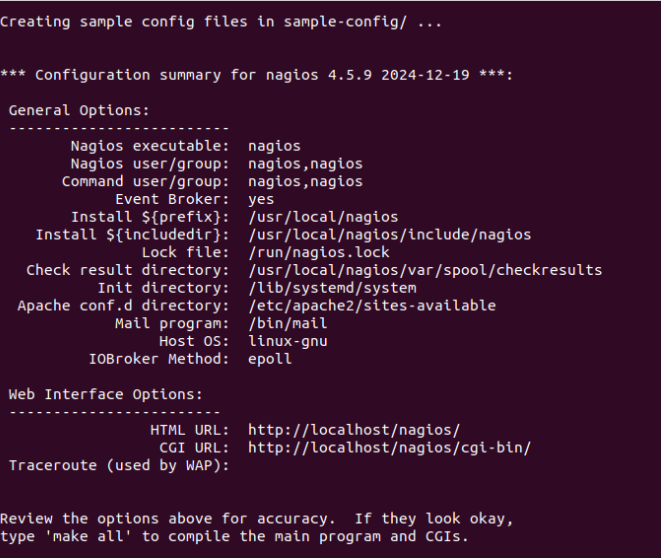 Creating sample config files in sample-config/ ...
*** Configuration summary for nagios 4.5.9 2024-12-19 ***:
General Options:
-------------------------
Nagios executable:  nagios
Nagios user/group:  nagios,nagios
Command user/group:  nagios,nagios
Event Broker:  yes
Install ${prefix}:  /usr/local/nagios
Install ${includedir}:  /usr/local/nagios/include/nagios
Lock file:  /run/nagios.lock
Check result directory:  /usr/local/nagios/var/spool/checkresults
Init directory:  /lib/systemd/system
Apache conf.d directory:  /etc/apache2/sites-available
Mail program:  /bin/mail
Host OS:  linux-gnu
IOBroker Method:  epoll
Web Interface Options:
------------------------
HTML URL:  http://localhost/nagios/
CGI URL:  http://localhost/nagios/cgi-bin/
Traceroute (used by WAP):
Review the options above for accuracy.  If they look okay,
type 'make all' to compile the main program and CGIs.